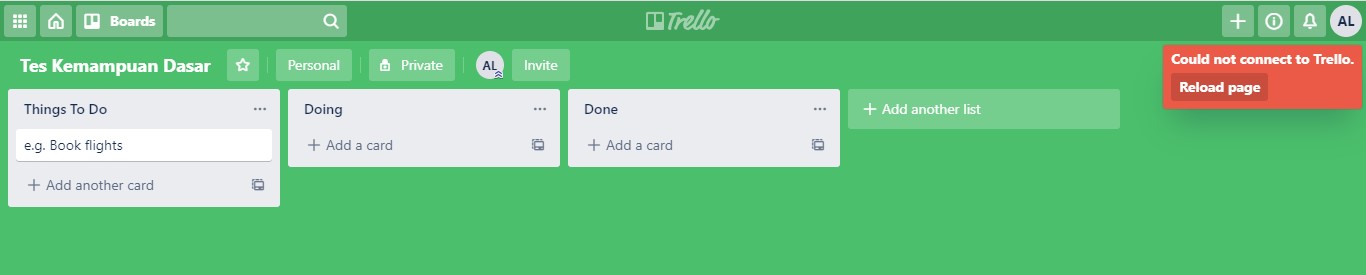 Boards
Trello
AL
Tes Kemampuan Dasar
Personal
Private
AL
Invite
Could not connect to Trello.
Reload page
Things To Do
e.g. Book flights
Add another card
Doing
Add a card
Done
Add a card
Add another list